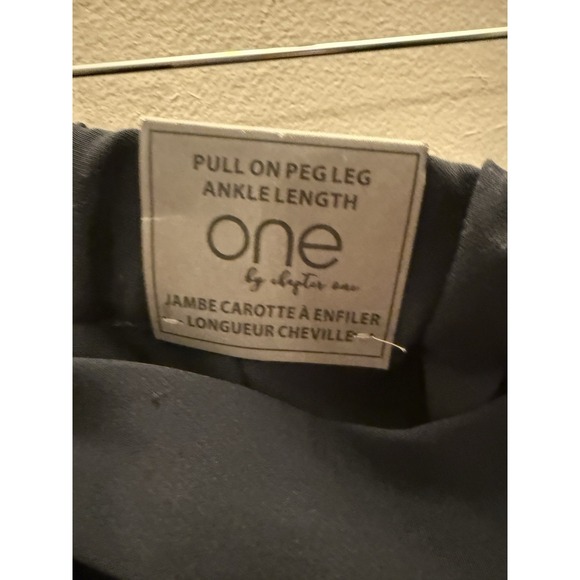 PULL ON PEG LEG
ANKLE LENGTH
one
by chapter one
JAMBE CAROTTE À ENFILER
LONGUEUR CHEVILLE